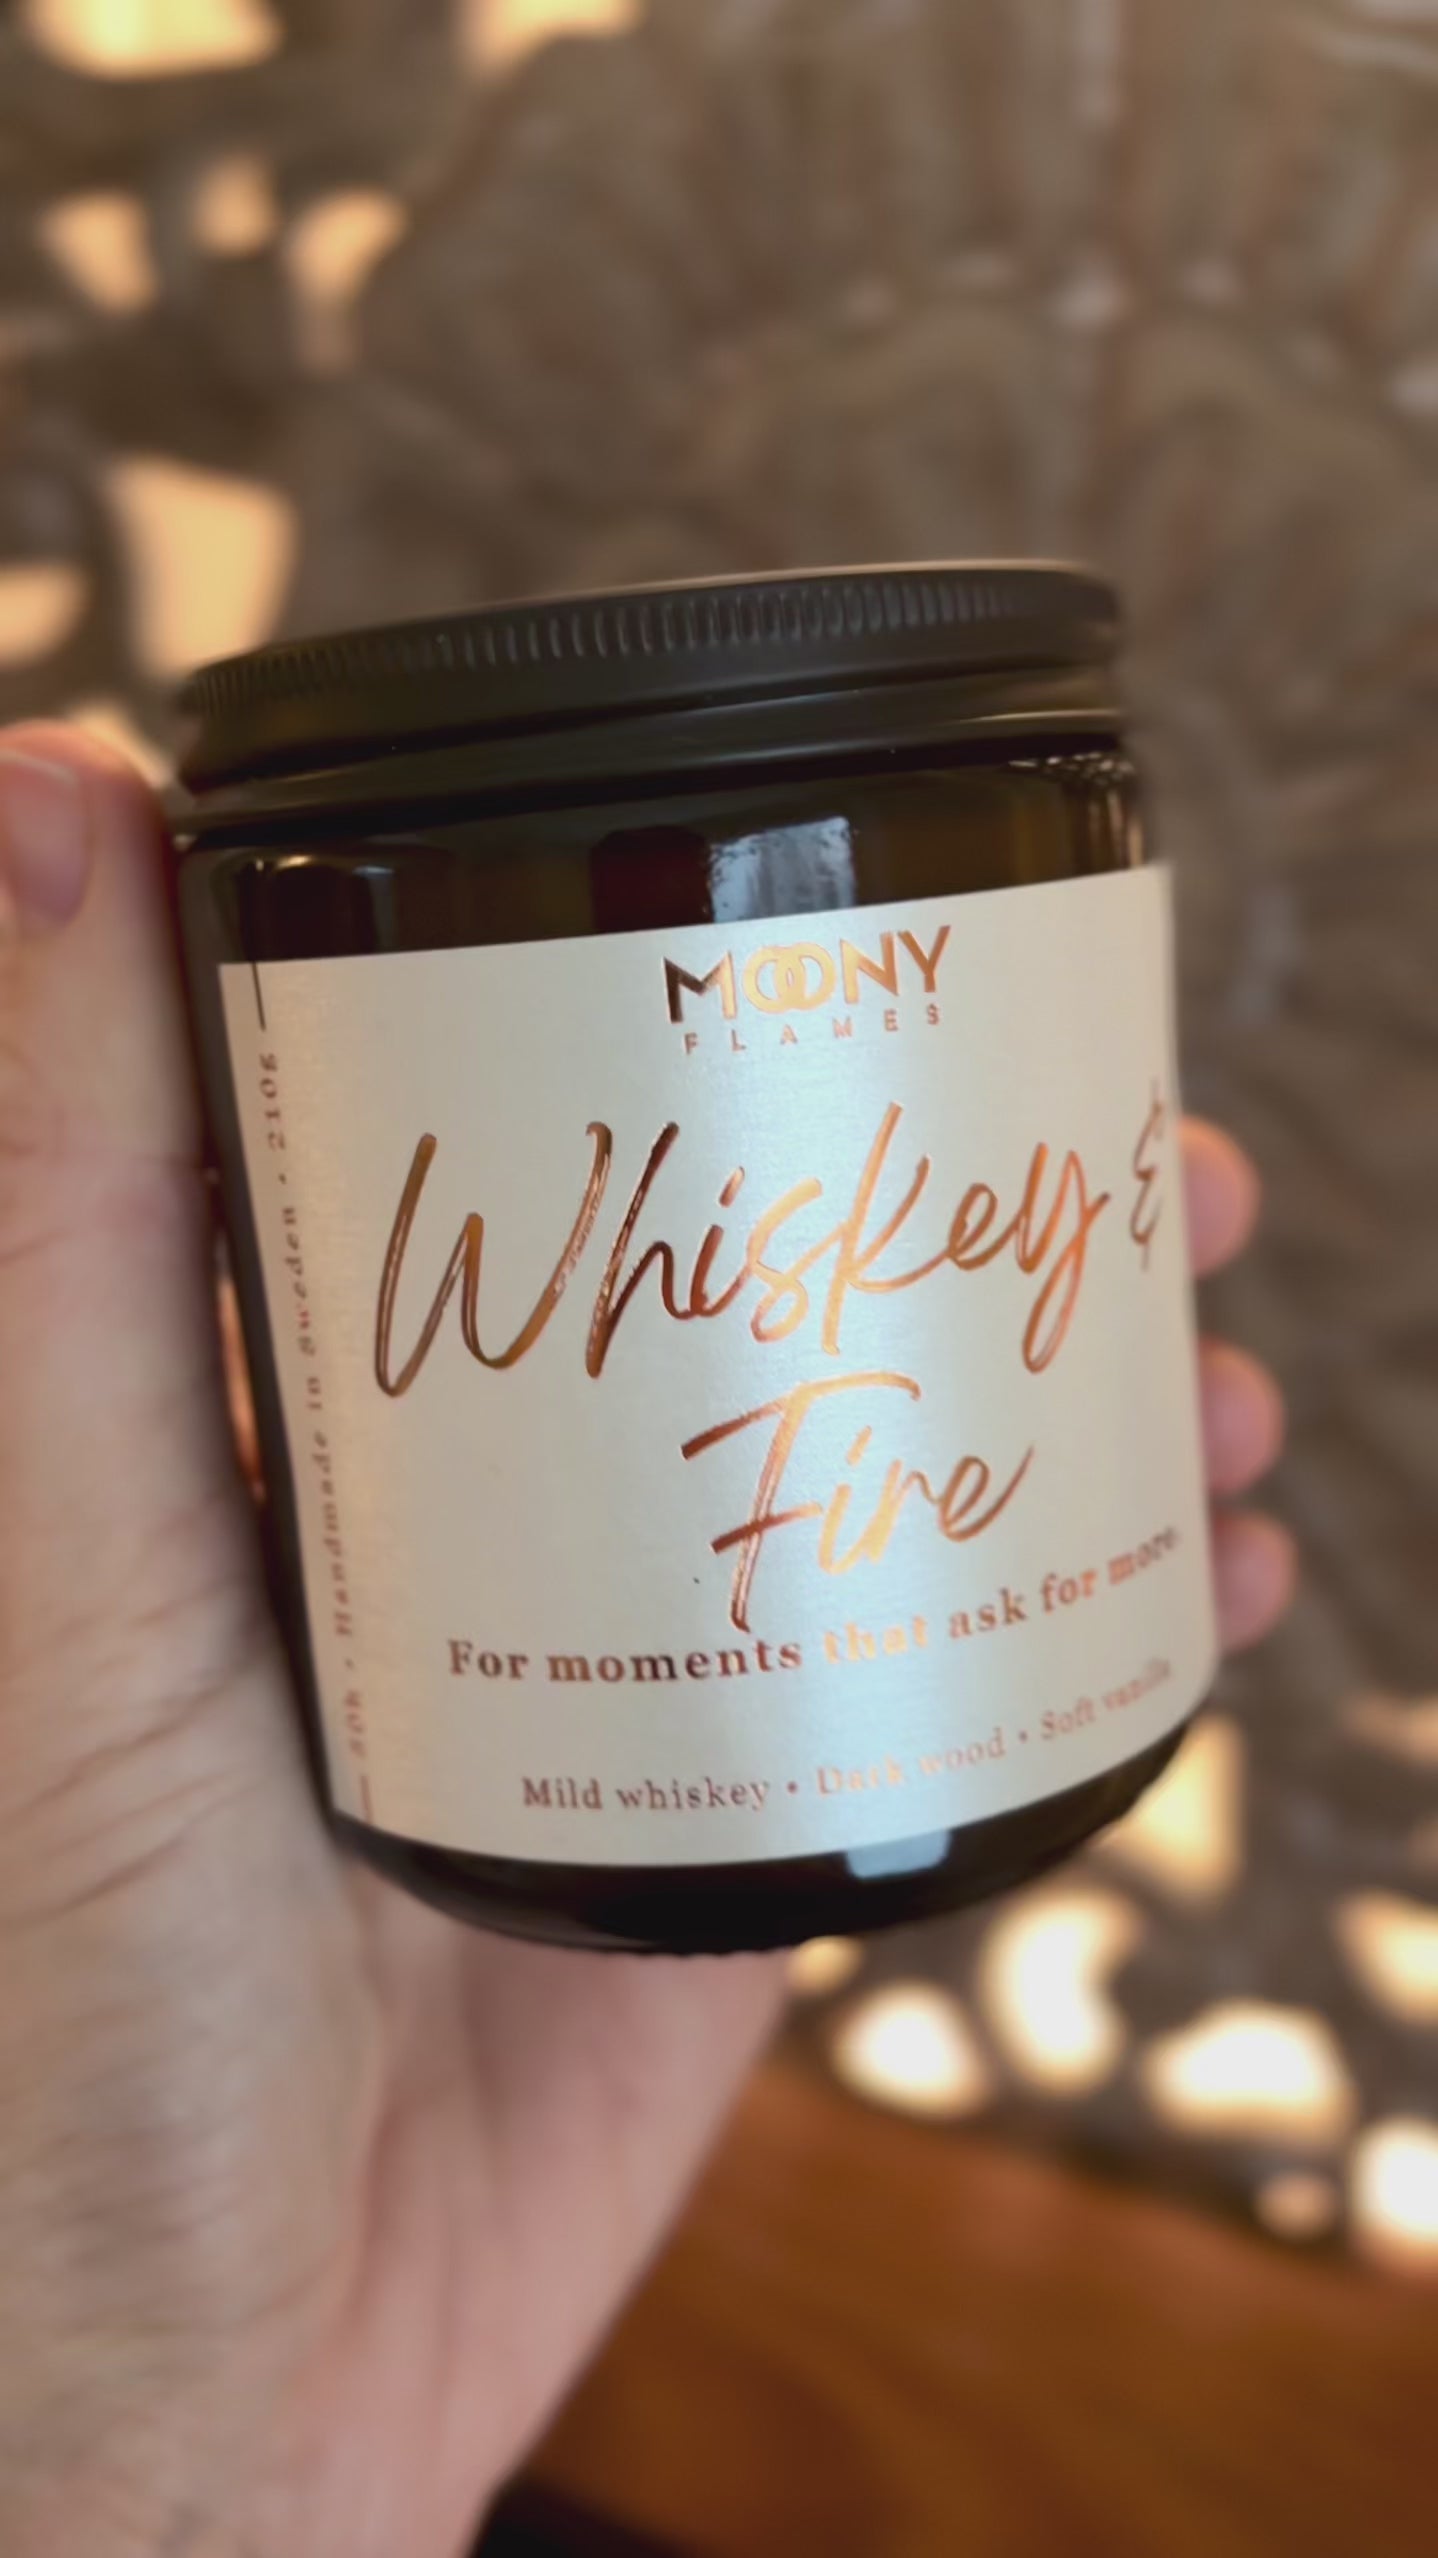 MOONY
FLAMES
Whiskey &
Fire
For moments that ask for more.
Mild whiskey • Dark wood • Soft vanilla
50h • Handmade in Sweden • 210g